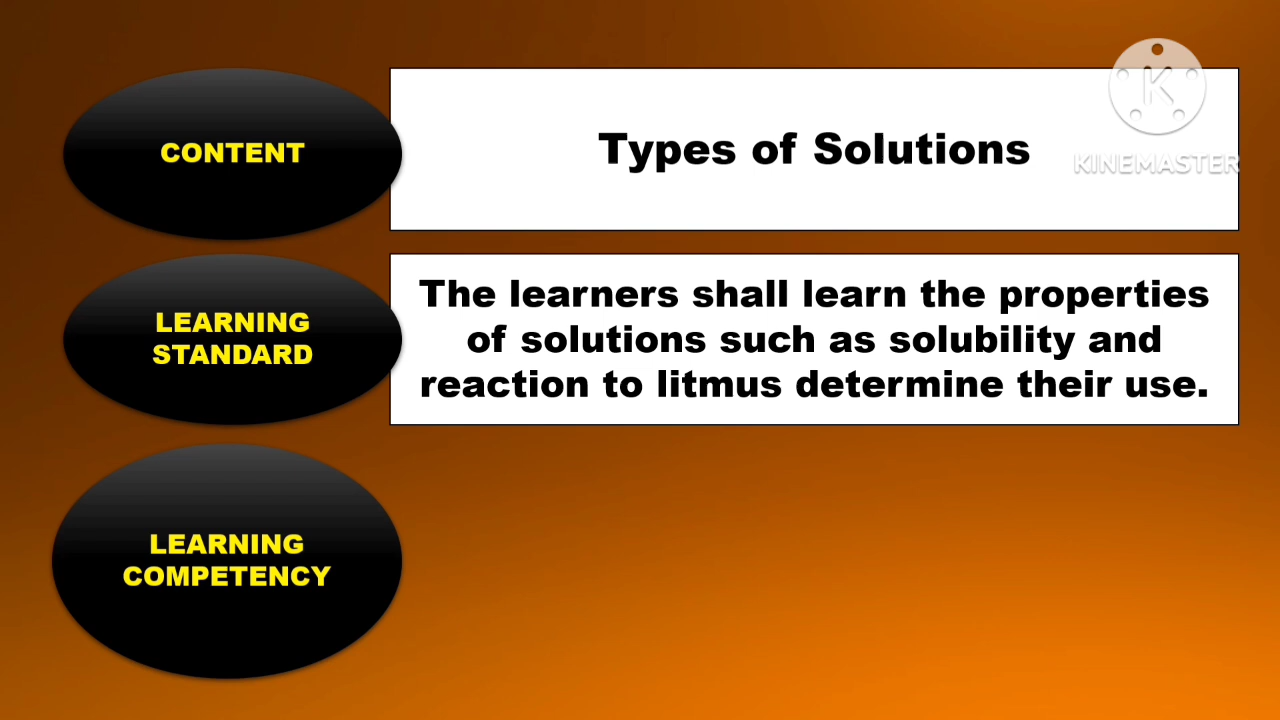 CONTENT
Types of Solutions
K
KINEMASTER
LEARNING
STANDARD
The learners shall learn the properties
of solutions such as solubility and
reaction to litmus determine their use.
LEARNING
COMPETENCY